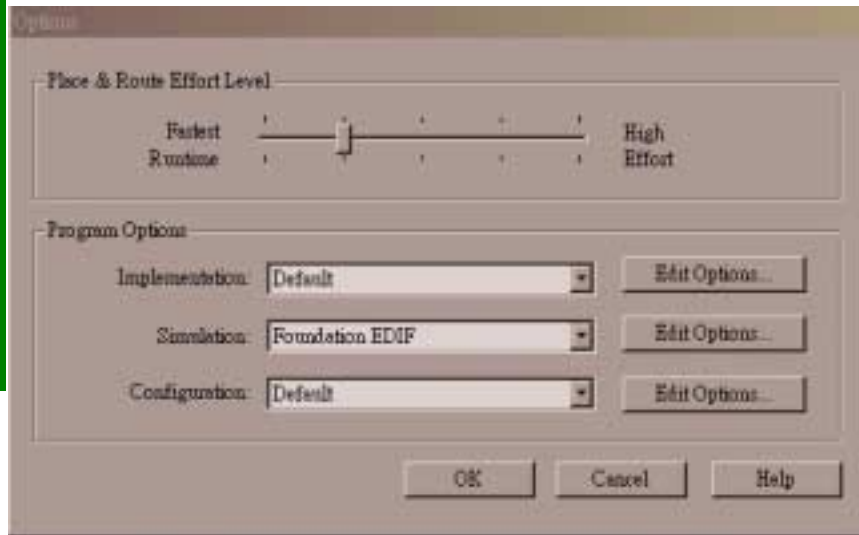 Options
Place & Route Effort Level
Fastest
Runtime
High
Effort
Program Options
Implementation: Default Edit Options...
Simulation: Foundation EDIF Edit Options...
Configuration: Default Edit Options...
OK Cancel Help